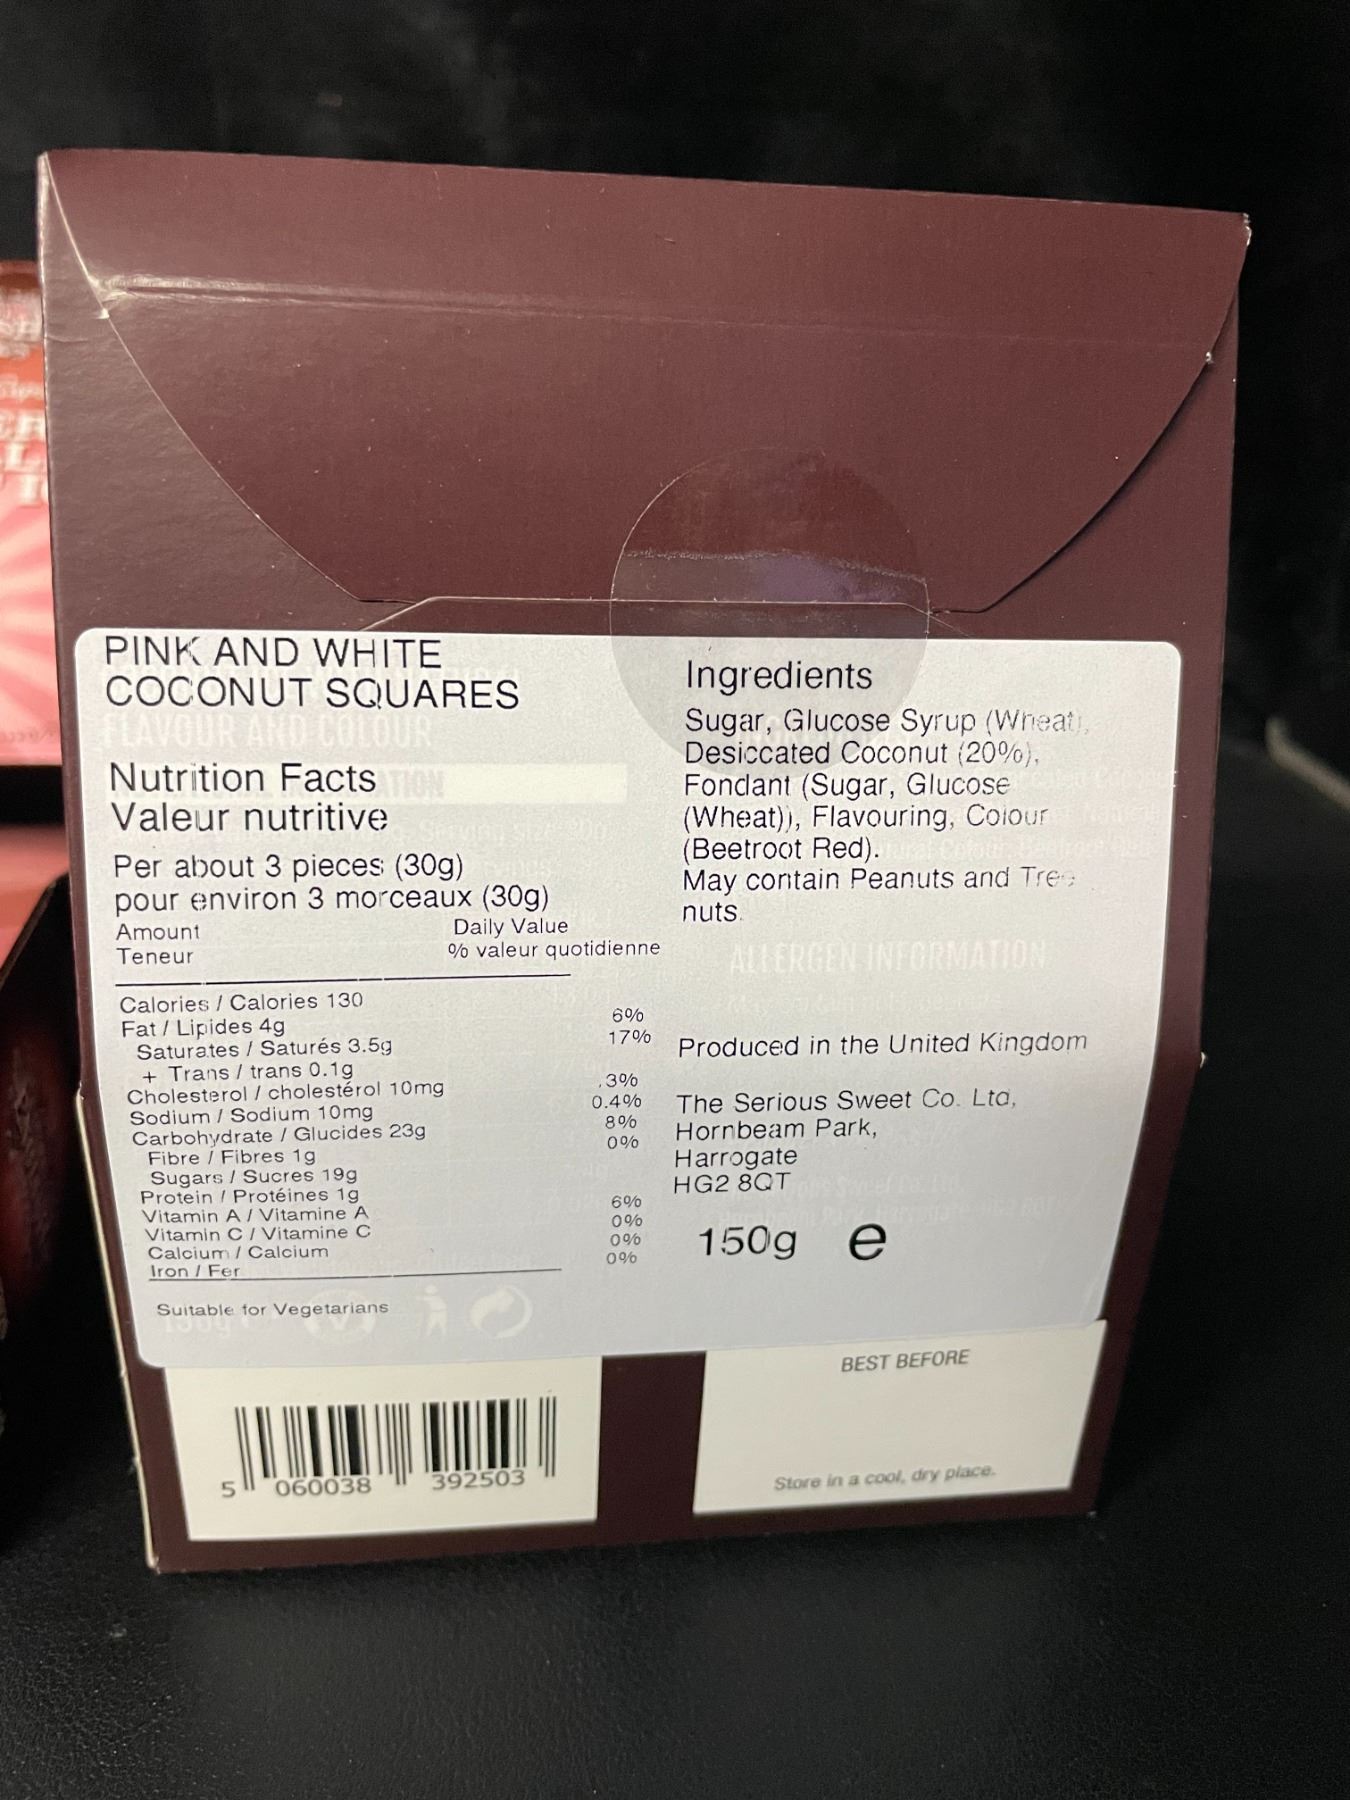 PINK AND WHITE
COCONUT SQUARES
FLAVOUR AND COLOUR
Nutrition Facts
Valeur nutritive
Per about 3 pieces (30g)
pour environ 3 morceaux (30g)
Amount Daily Value
Teneur % valeur quotidienne
Calories / Calories 130
Fat / Lipides 4g 6%
Saturates / Saturés 3.5g 17%
+ Trans / trans 0.1g
Cholesterol / cholestérol 10mg .3%
Sodium / Sodium 10mg 0.4%
Carbohydrate / Glucides 23g 8%
Fibre / Fibres 1g 0%
Sugars / Sucres 19g
Protein / Protéines 1g
Vitamin A / Vitamine A 6%
Vitamin C / Vitamine C 0%
Calcium / Calcium 0%
Iron / Fer 0%
Suitable for Vegetarians
Ingredients
Sugar, Glucose Syrup (Wheat),
Desiccated Coconut (20%),
Fondant (Sugar, Glucose
(Wheat)), Flavouring, Colour
(Beetroot Red).
May contain Peanuts and Tree
nuts.
ALLERGEN INFORMATION
Produced in the United Kingdom
The Serious Sweet Co. Ltd,
Hornbeam Park,
Harrogate
HG2 8QT
150g e
5 060038 392503
BEST BEFORE
Store in a cool, dry place.